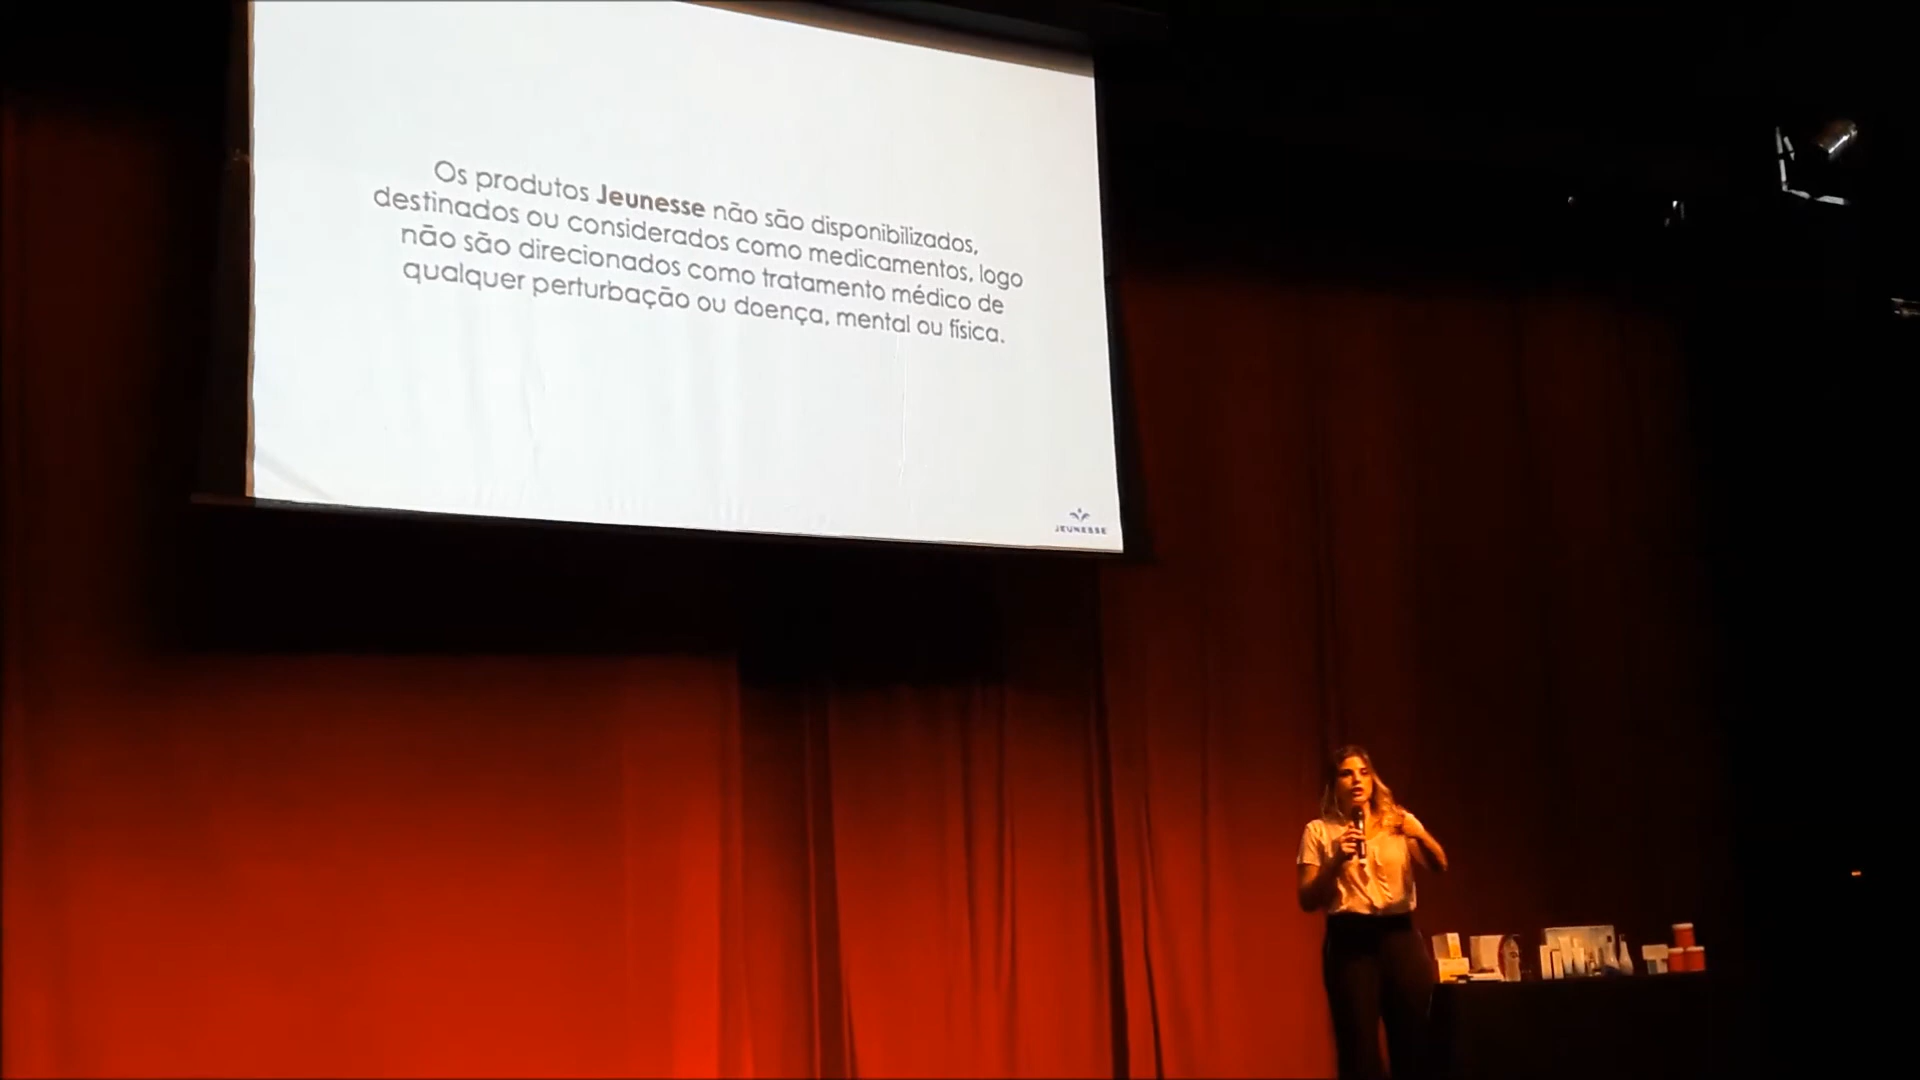 Os produtos Jeunesse não são disponibilizados,
destinados ou considerados como medicamentos, logo
não são direcionados como tratamento médico de
qualquer perturbação ou doença, mental ou física.
JEUNESSE